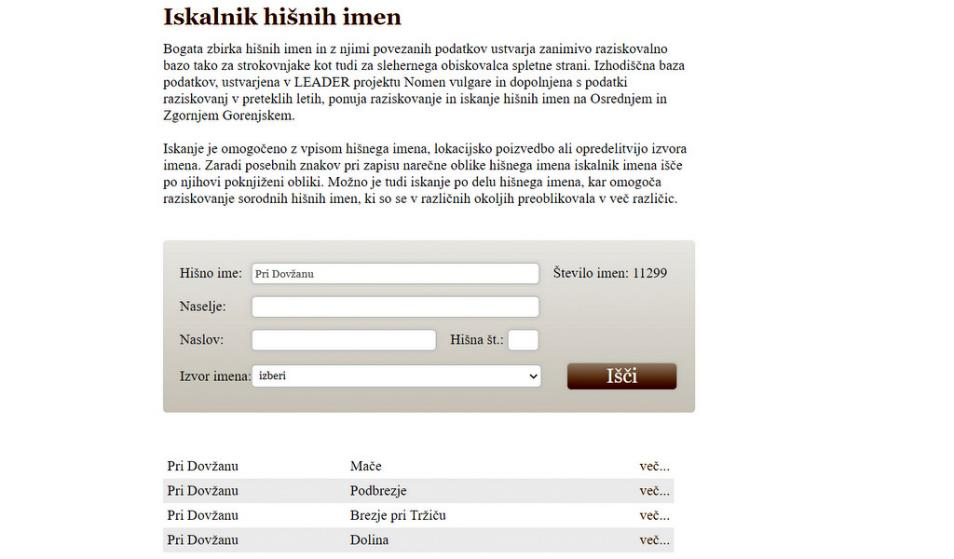 Iskalnik hišnih imen
Bogata zbirka hišnih imen in z njimi povezanih podatkov ustvarja zanimivo raziskovalno
bazo tako za strokovnjake kot tudi za slehernega obiskovalca spletne strani. Izhodiščna baza
podatkov, ustvarjena v LEADER projektu Nomen vulgare in dopolnjena s podatki
raziskovanj v preteklih letih, ponuja raziskovanje in iskanje hišnih imen na Osrednjem in
Zgornjem Gorenjskem.
Iskanje je omogočeno z vpisom hišnega imena, lokacijsko poizvedbo ali opredelitvijo izvora
imena. Zaradi posebnih znakov pri zapisu narečne oblike hišnega imena iskalnik imena išče
po njihovi poknjiženi obliki. Možno je tudi iskanje po delu hišnega imena, kar omogoča
raziskovanje sorodnih hišnih imen, ki so se v različnih okoljih preoblikovala v več različic.
Hišno ime: Pri Dovžanu Število imen: 11299
Naselje:
Naslov: Hišna št.:
Izvor imena: izberi Išči
Pri Dovžanu Mače več...
Pri Dovžanu Podbrezje več...
Pri Dovžanu Brezje pri Tržiču več...
Pri Dovžanu Dolina več...